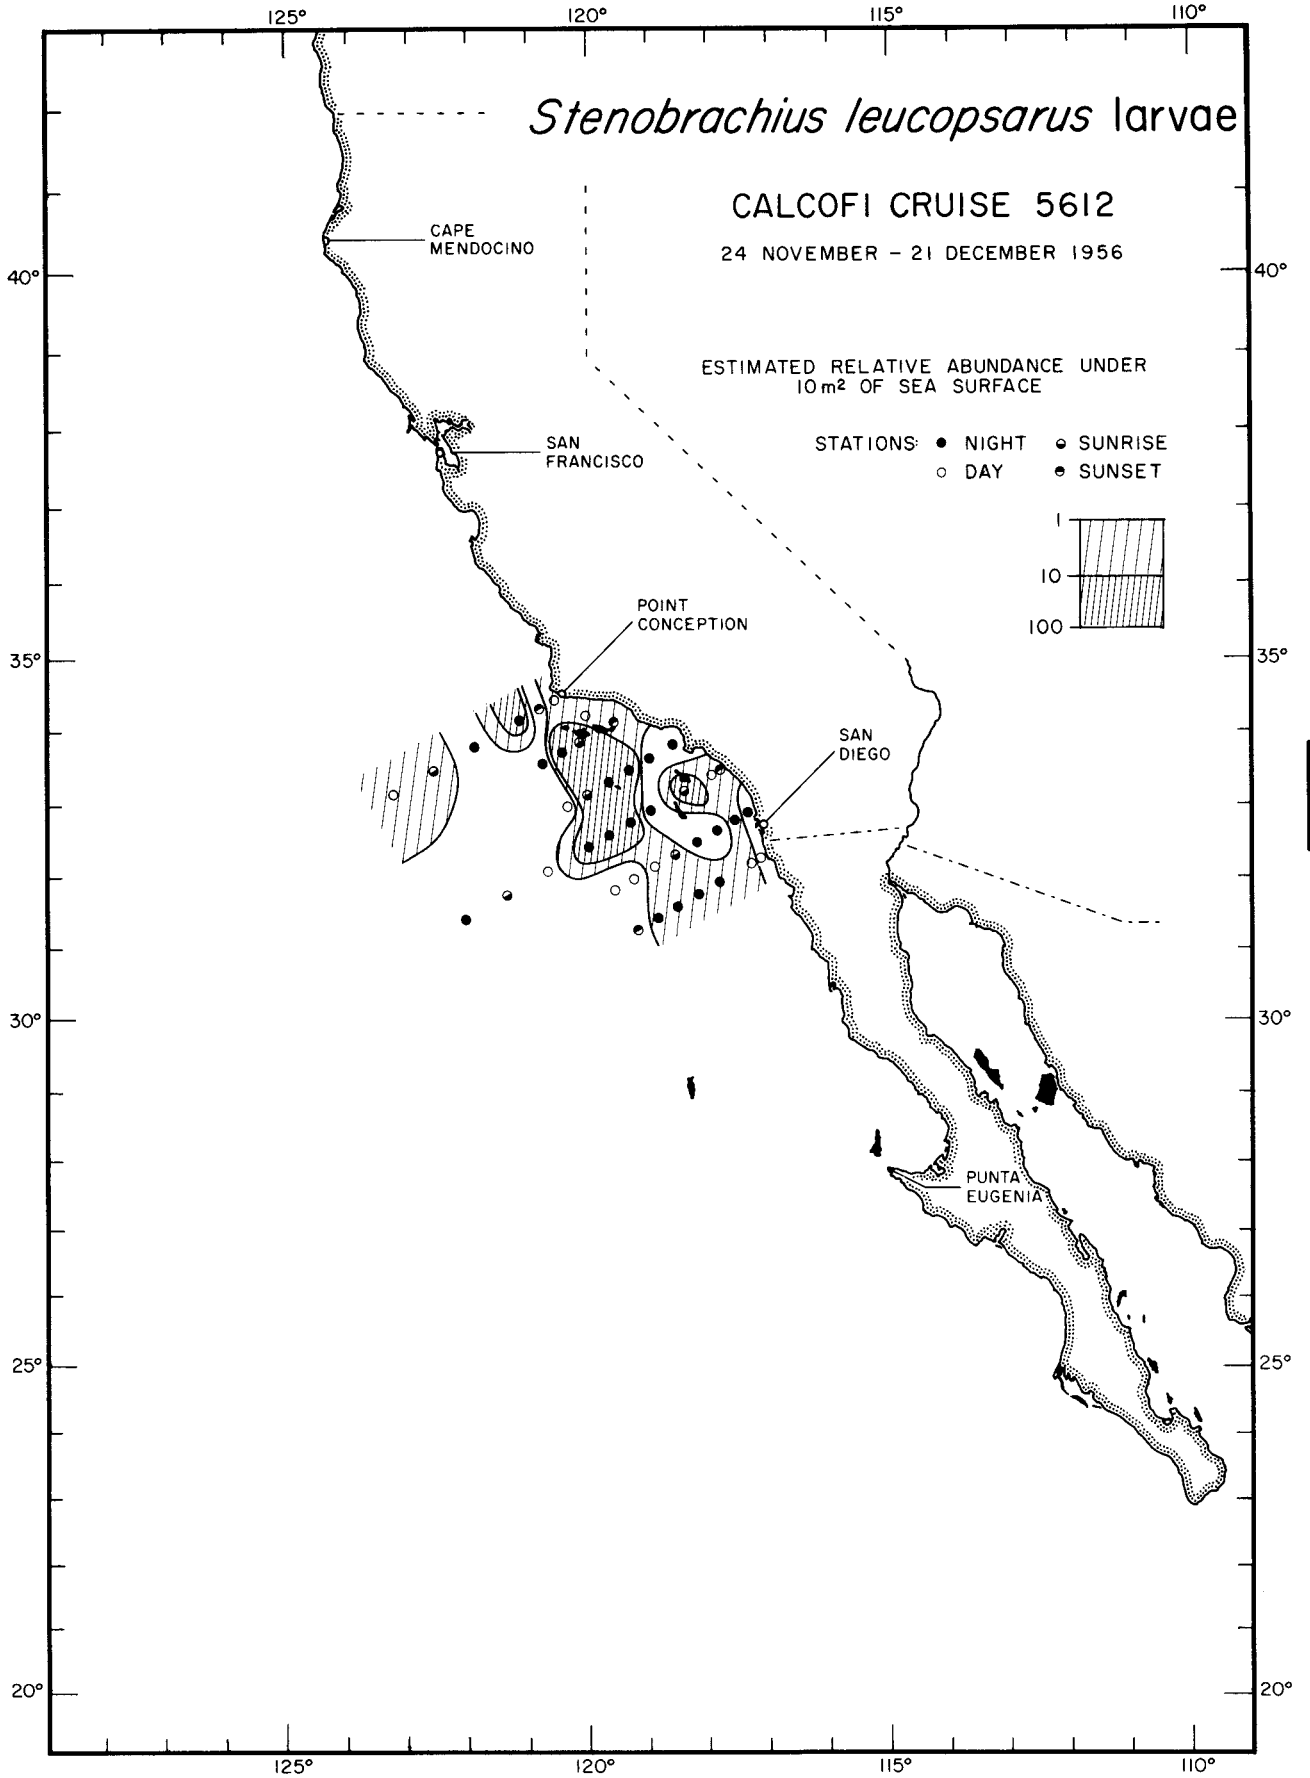 125° 120° 115° 110°
Stenobrachius leucopsarus larvae
CALCOFI CRUISE 5612
24 NOVEMBER – 21 DECEMBER 1956
CAPE
MENDOCINO
40° 40°
ESTIMATED RELATIVE ABUNDANCE UNDER
10 m² OF SEA SURFACE
STATIONS: ● NIGHT ◒ SUNRISE
○ DAY ◓ SUNSET
SAN
FRANCISCO
1
10
100
POINT
CONCEPTION
35° 35°
SAN
DIEGO
30° 30°
PUNTA
EUGENIA
25° 25°
20° 20°
125° 120° 115° 110°